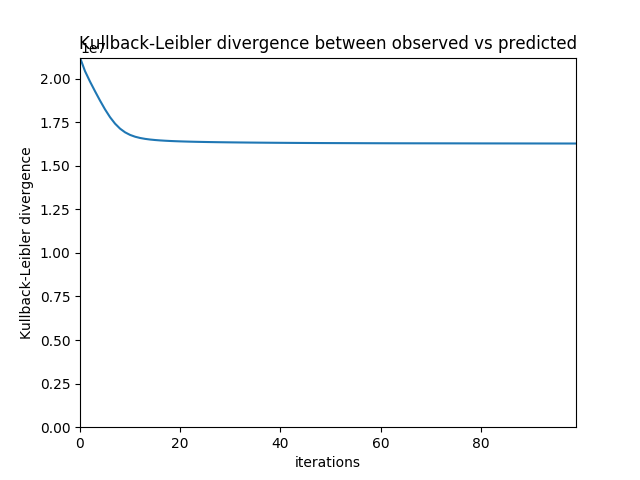 Kullback-Leibler divergence between observed vs predicted
1e7
2.00
1.75
1.50
1.25
1.00
0.75
0.50
0.25
0.00
Kullback-Leibler divergence
0 20 40 60 80
iterations